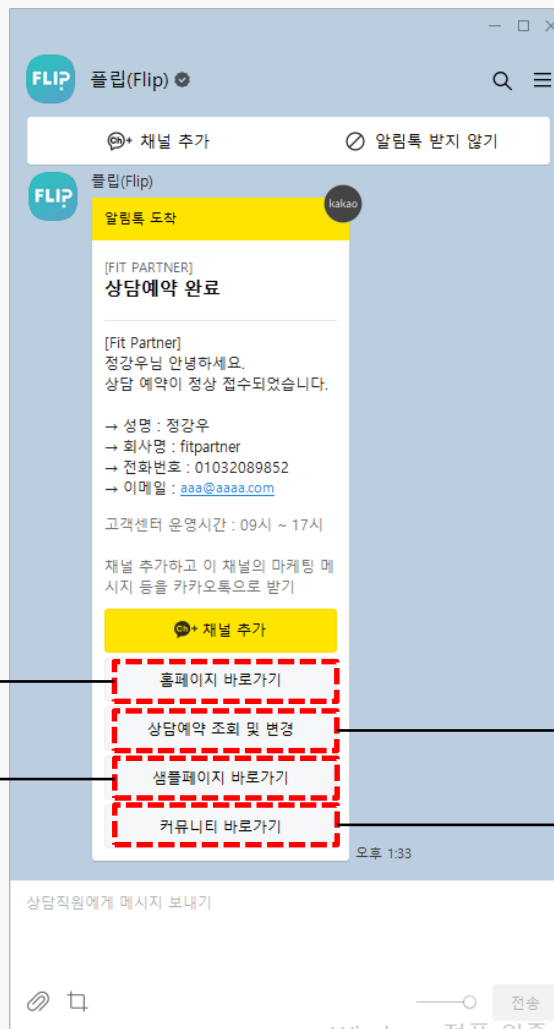 FLIP
플립(Flip)
Ch+ 채널 추가
알림톡 받지 않기
FLIP
플립(Flip)
kakao
알림톡 도착
[FIT PARTNER]
상담예약 완료
[Fit Partner]
정강우님 안녕하세요.
상담 예약이 정상 접수되었습니다.
→ 성명 : 정강우
→ 회사명 : fitpartner
→ 전화번호 : 01032089852
→ 이메일 : aaa@aaaa.com
고객센터 운영시간 : 09시 ~ 17시
채널 추가하고 이 채널의 마케팅 메
시지 등을 카카오톡으로 받기
Ch+ 채널 추가
홈페이지 바로가기
상담예약 조회 및 변경
샘플페이지 바로가기
커뮤니티 바로가기
오후 1:33
상담직원에게 메시지 보내기
전송